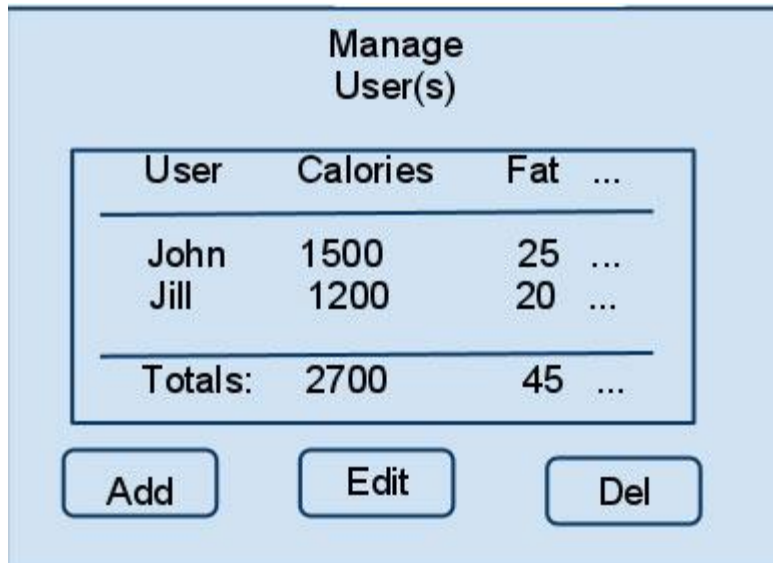 Manage
User(s)
User Calories Fat ...
John 1500 25 ...
Jill 1200 20 ...
Totals: 2700 45 ...
Add Edit Del